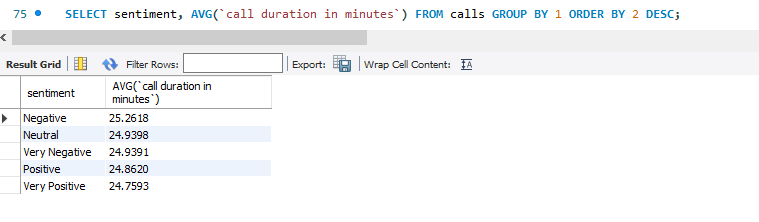 75 SELECT sentiment, AVG(`call duration in minutes`) FROM calls GROUP BY 1 ORDER BY 2 DESC;
Result Grid Filter Rows: Export: Wrap Cell Content:
sentiment AVG(`call duration in
minutes`)
Negative 25.2618
Neutral 24.9398
Very Negative 24.9391
Positive 24.8620
Very Positive 24.7593